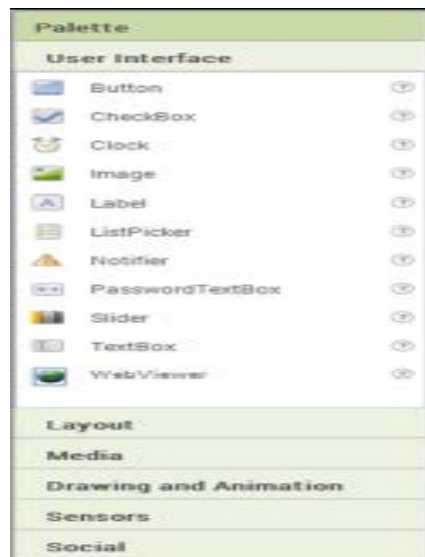 Palette
User Interface
Button
CheckBox
Clock
Image
Label
ListPicker
Notifier
PasswordTextBox
Slider
TextBox
WebViewer
Layout
Media
Drawing and Animation
Sensors
Social